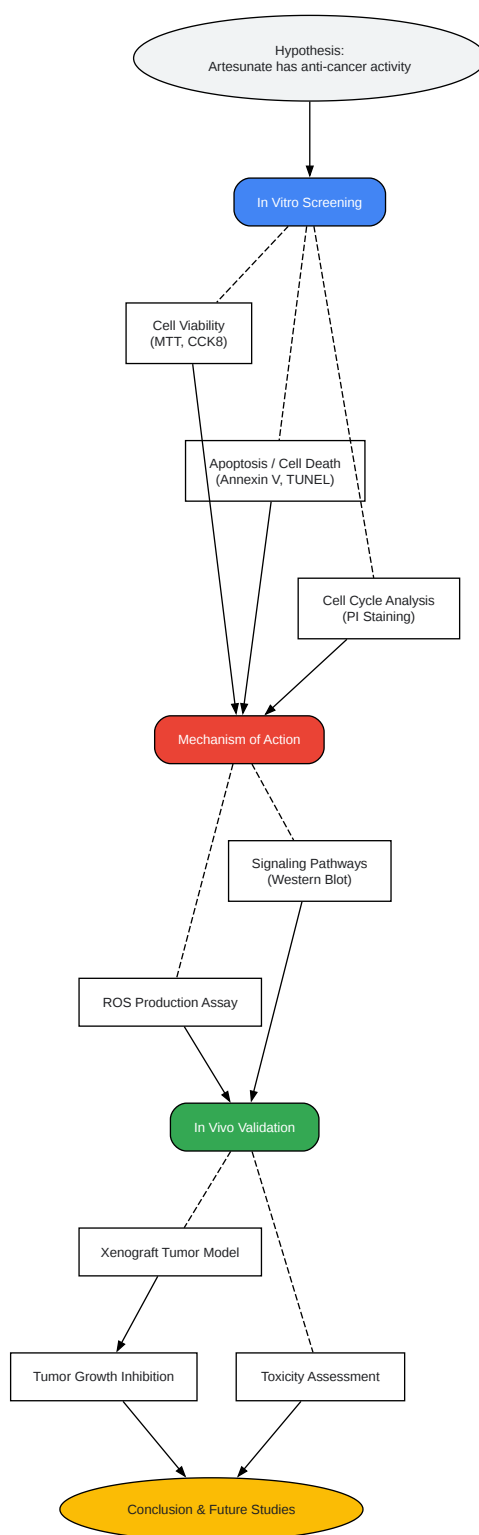 Hypothesis:
Artesunate has anti-cancer activity
In Vitro Screening
Cell Viability
(MTT, CCK8)
Apoptosis / Cell Death
(Annexin V, TUNEL)
Cell Cycle Analysis
(PI Staining)
Mechanism of Action
Signaling Pathways
(Western Blot)
ROS Production Assay
In Vivo Validation
Xenograft Tumor Model
Tumor Growth Inhibition
Toxicity Assessment
Conclusion & Future Studies